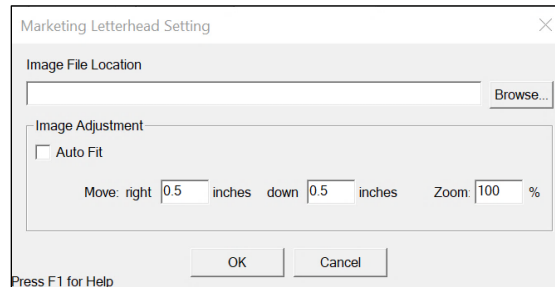 Marketing Letterhead Setting
Image File Location
Browse...
Image Adjustment
Auto Fit
Move: right 0.5 inches down 0.5 inches Zoom: 100 %
OK Cancel
Press F1 for Help